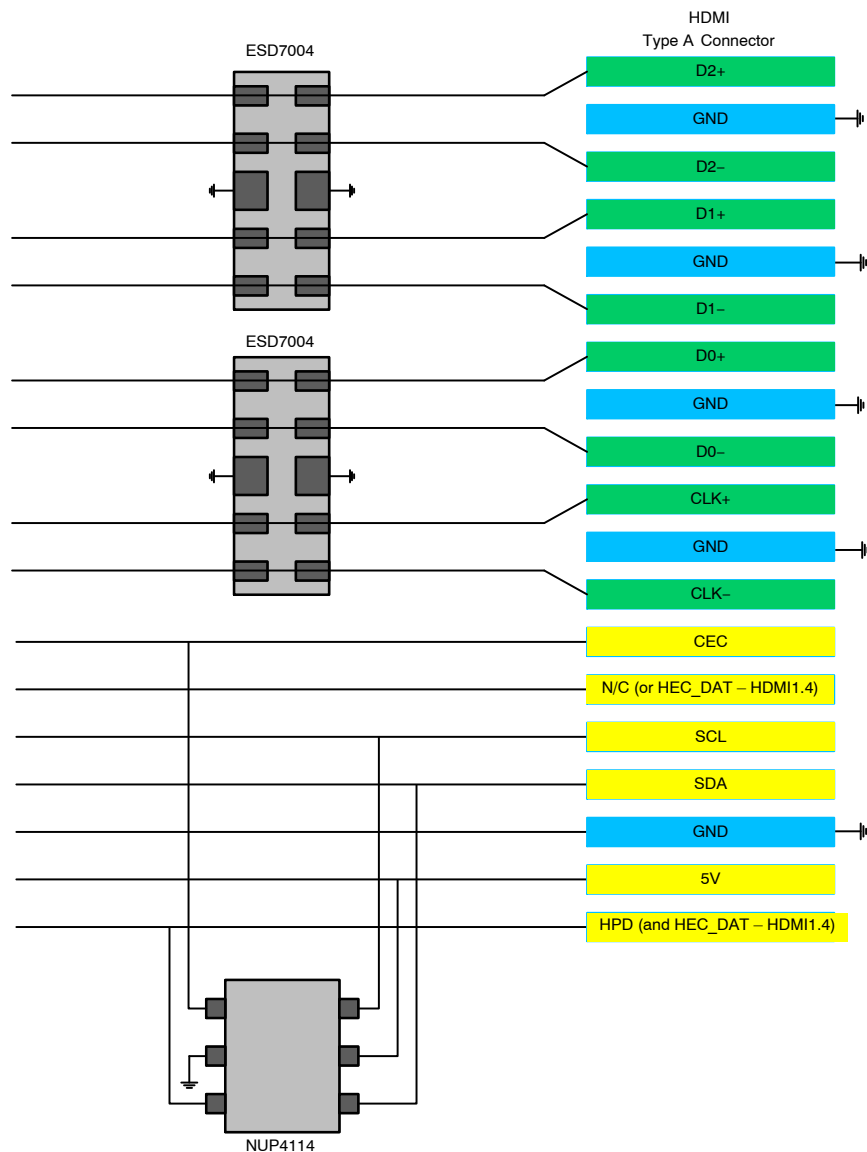 HDMI
Type A Connector
ESD7004
D2+
GND
D2−
D1+
GND
D1−
ESD7004
D0+
GND
D0−
CLK+
GND
CLK−
CEC
N/C (or HEC_DAT – HDMI1.4)
SCL
SDA
GND
5V
HPD (and HEC_DAT – HDMI1.4)
NUP4114